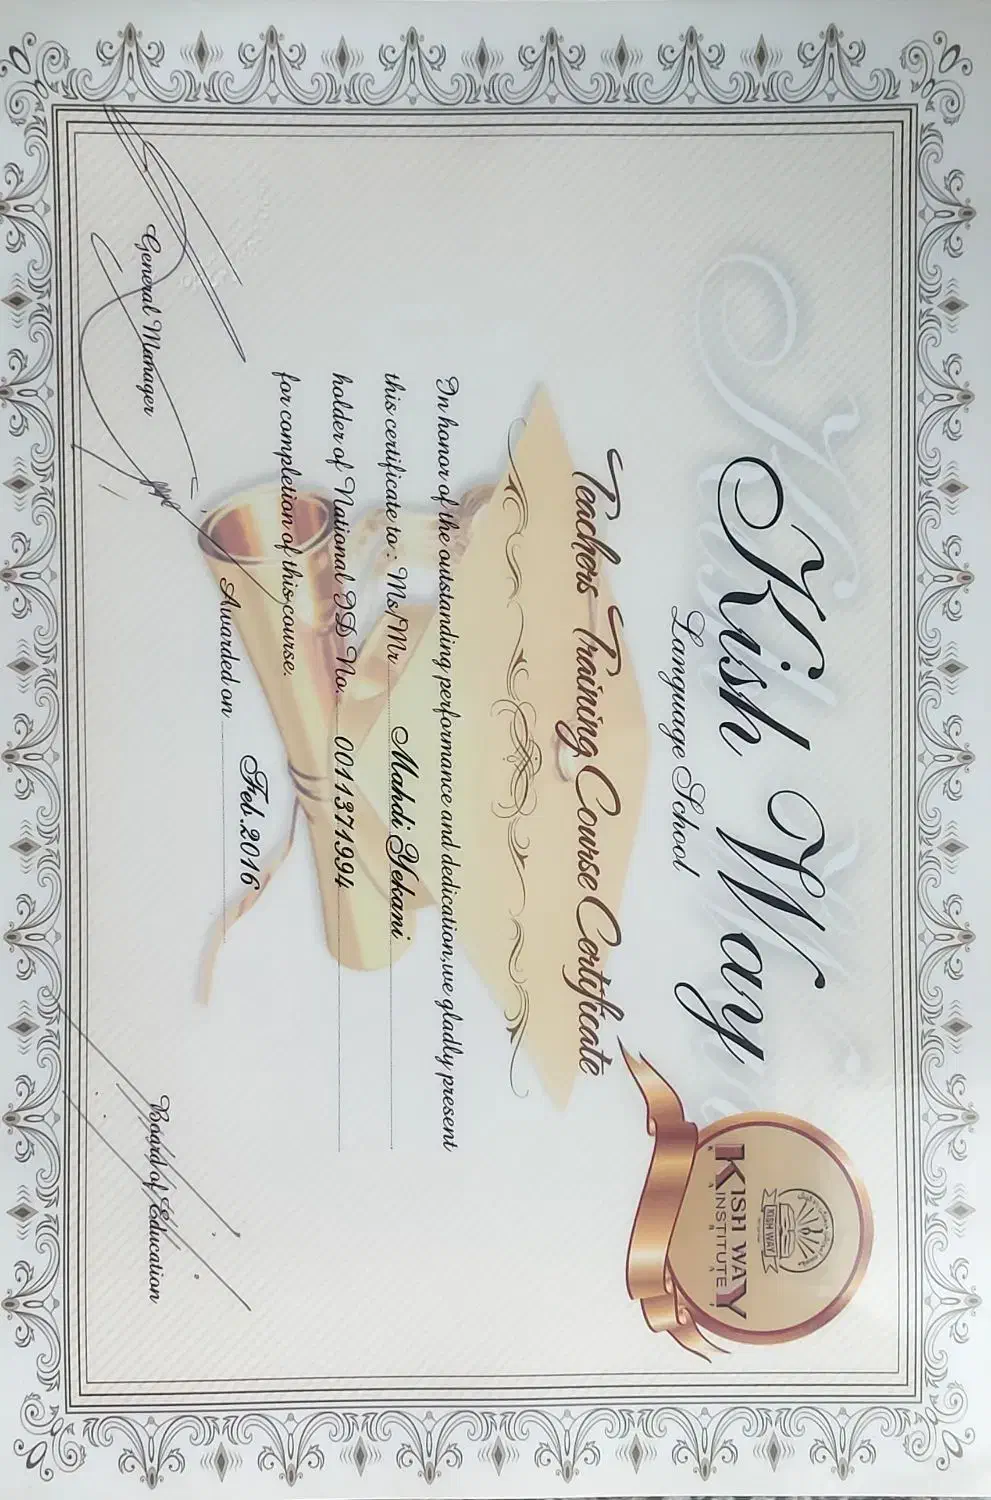 Kish Way
Language School
KISH WAY
INSTITUTE
KISH WAY
Teachers Training Course Certificate
In honor of the outstanding performance and dedication, we gladly present
this certificate to : Ms/Mr Mahdi Yekani
holder of National ID No. 0011371994
for completion of this course.
Awarded on Feb.2016
General Manager
Board of Education